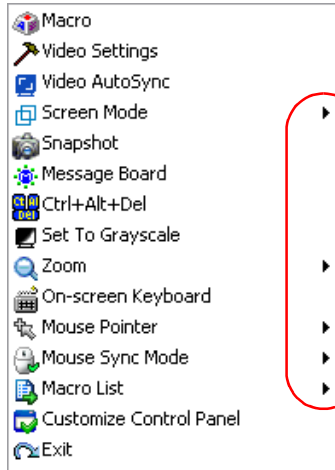 Macro
Video Settings
Video AutoSync
Screen Mode
Snapshot
Message Board
Ctrl+Alt+Del
Set To Grayscale
Zoom
On-screen Keyboard
Mouse Pointer
Mouse Sync Mode
Macro List
Customize Control Panel
Exit